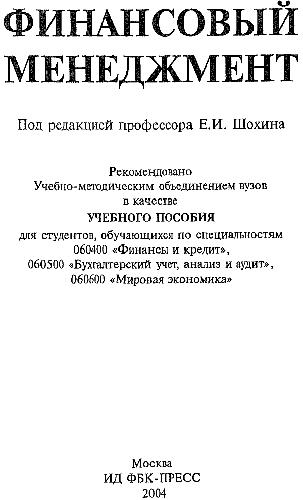 ФИНАНСОВЫЙ
МЕНЕДЖМЕНТ
Под редакцией профессора Е.И. Шохина
Рекомендовано
Учебно-методическим объединением вузов
в качестве
УЧЕБНОГО ПОСОБИЯ
для студентов, обучающихся по специальностям
060400 «Финансы и кредит»,
060500 «Бухгалтерский учет, анализ и аудит»,
060600 «Мировая экономика»
Москва
ИД ФБК-ПРЕСС
2004